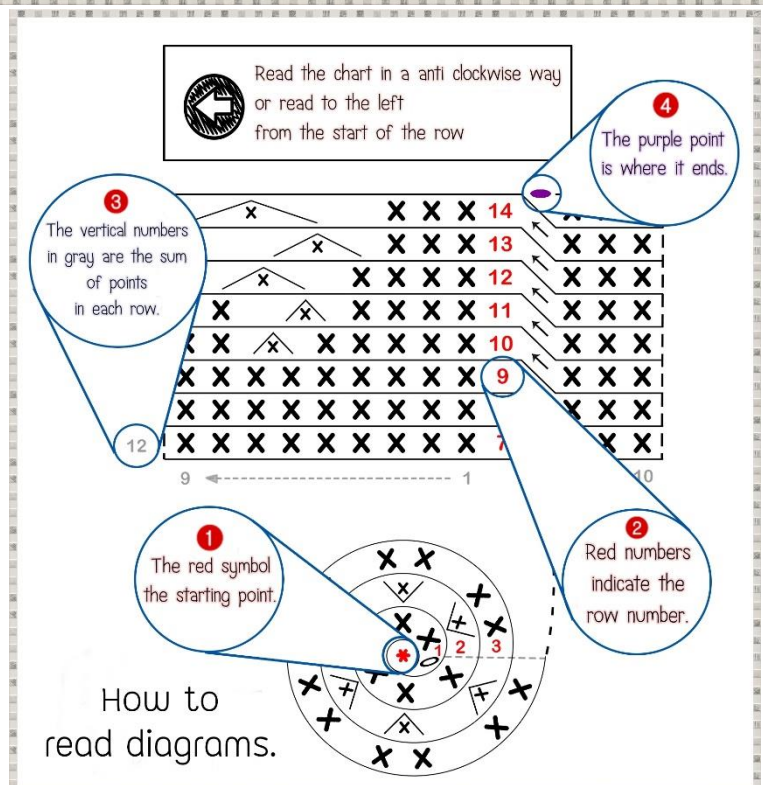 Read the chart in a anti clockwise way
or read to the left
from the start of the row
4
The purple point
is where it ends.
3
The vertical numbers
in gray are the sum
of points
in each row.
14
13
12
11
10
9
7
12
9
1
10
1
The red symbol
the starting point.
2
Red numbers
indicate the
row number.
1 2 3
How to
read diagrams.